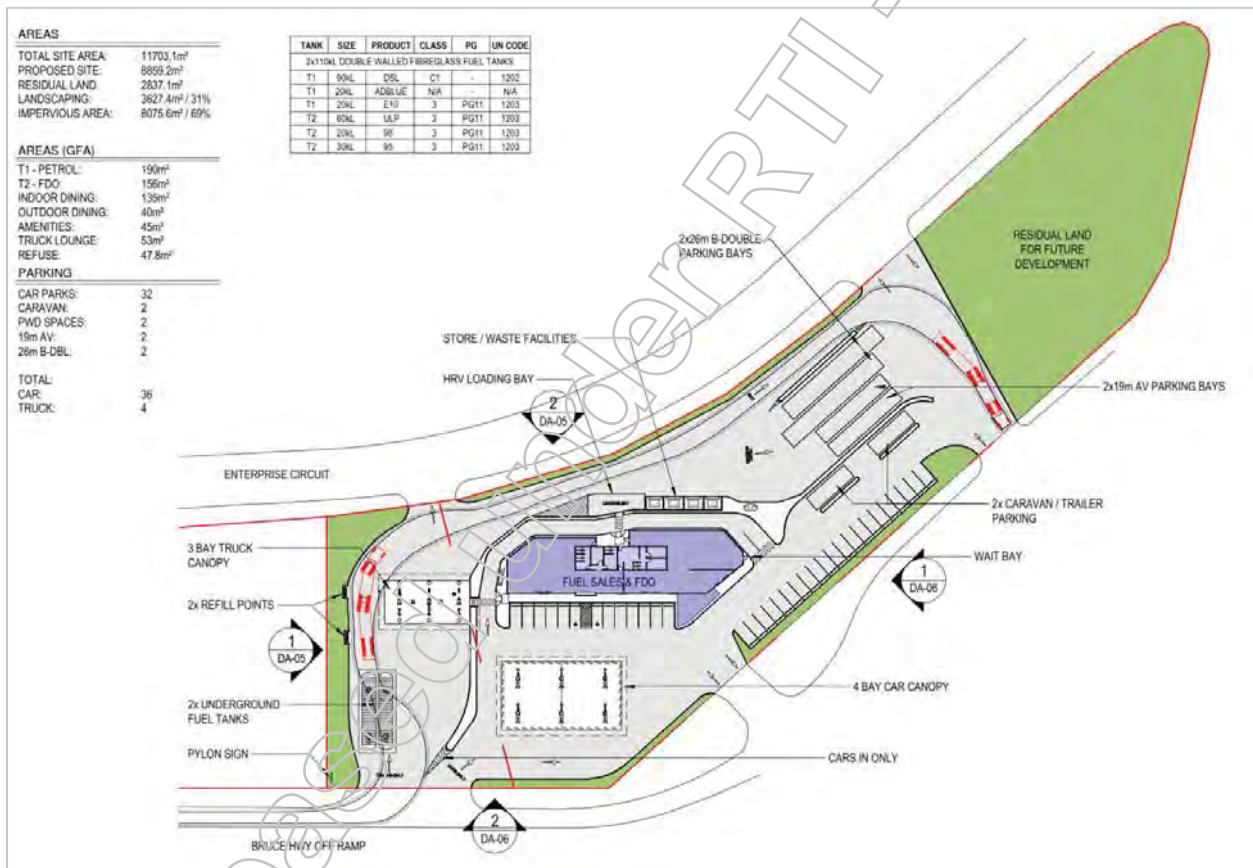 AREAS
TOTAL SITE AREA: 11703.1m²
PROPOSED SITE: 8859.2m²
RESIDUAL LAND: 2837.1m²
LANDSCAPING: 3627.4m² / 31%
IMPERVIOUS AREA: 8075.6m² / 69%
AREAS (GFA)
T1 - PETROL: 190m²
T2 - FDO: 156m²
INDOOR DINING: 135m²
OUTDOOR DINING: 40m²
AMENITIES: 45m²
TRUCK LOUNGE: 53m²
REFUSE: 47.8m²
PARKING
CAR PARKS: 32
CARAVAN: 2
PWD SPACES: 2
19m AV: 2
26m B-DBL: 2
TOTAL:
CAR: 36
TRUCK: 4
TANK SIZE PRODUCT CLASS PG UN CODE
2x110kL DOUBLE WALLED FIBREGLASS FUEL TANKS
T1 90kL DSL C1 - 1202
T1 20kL ADBLUE N/A - N/A
T1 20kL E10 3 PG11 1203
T2 60kL ULP 3 PG11 1203
T2 20kL 98 3 PG11 1203
T2 30kL 95 3 PG11 1203
RTI
under
RESIDUAL LAND
FOR FUTURE
DEVELOPMENT
2x26m B-DOUBLE
PARKING BAYS
STORE / WASTE FACILITIES
HRV LOADING BAY
2
DA-05
2x19m AV PARKING BAYS
ENTERPRISE CIRCUIT
2x CARAVAN / TRAILER
PARKING
3 BAY TRUCK
CANOPY
WAIT BAY
FUEL SALES & FDO
1
DA-06
2x REFILL POINTS
1
DA-05
4 BAY CAR CANOPY
2x UNDERGROUND
FUEL TANKS
PYLON SIGN
CARS IN ONLY
2
DA-06
BRUCE HWY OFF RAMP